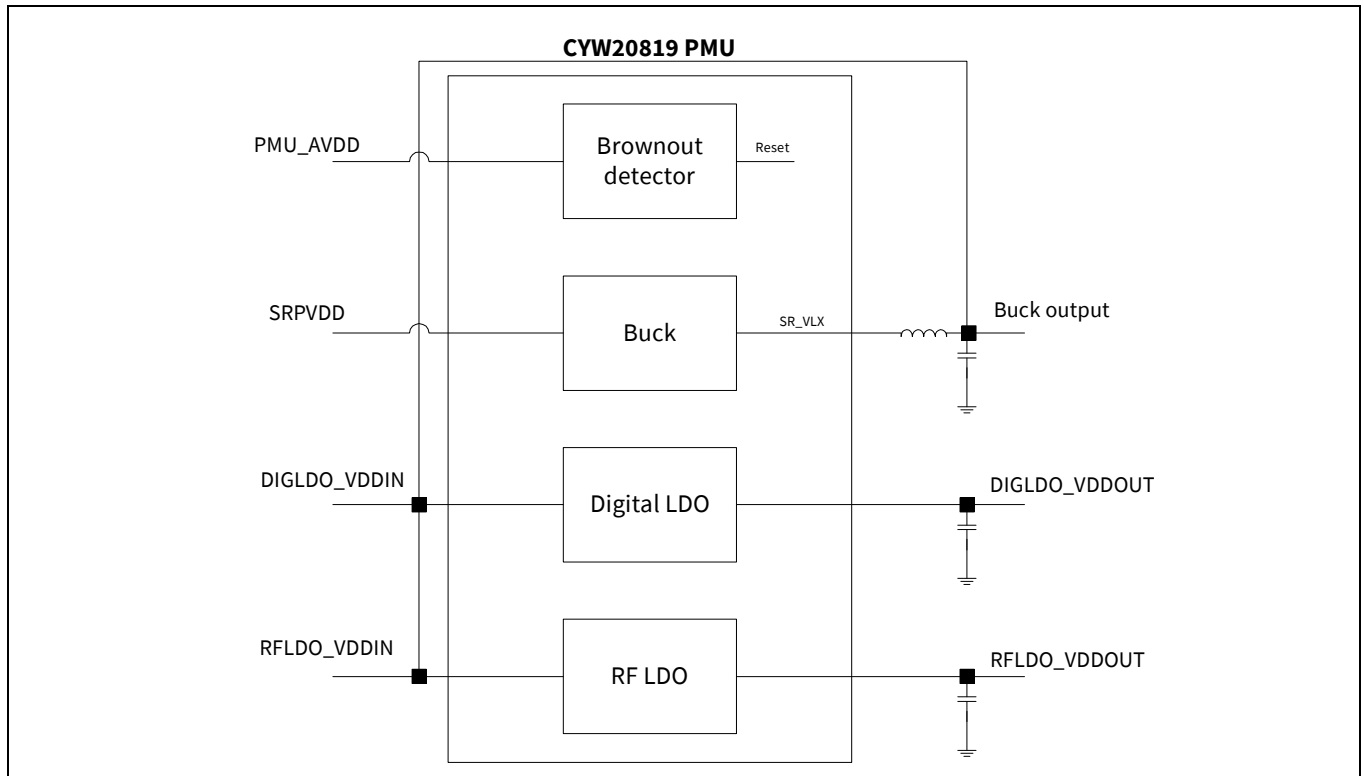 CYW20819 PMU
PMU_AVDD
Brownout
detector
Reset
SRPVDD
Buck
SR_VLX
Buck output
DIGLDO_VDDIN
Digital LDO
DIGLDO_VDDOUT
RFLDO_VDDIN
RF LDO
RFLDO_VDDOUT